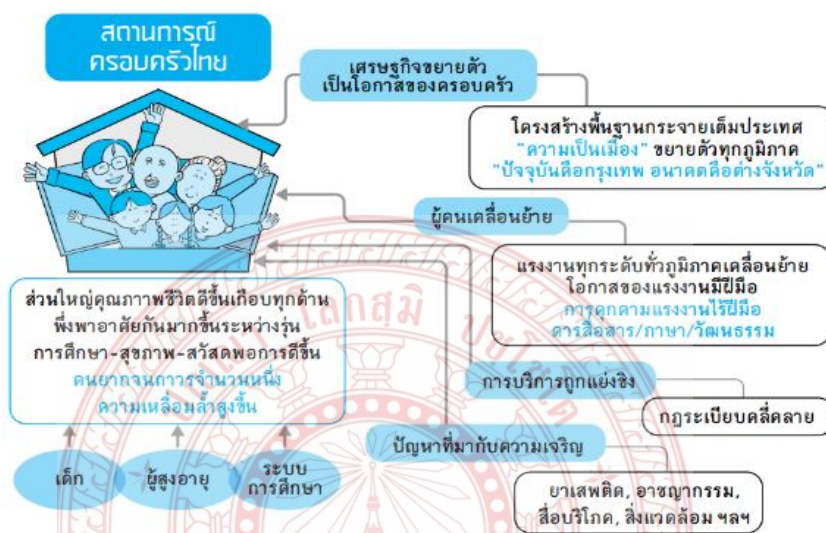 สถานการณ์
ครอบครัวไทย
เศรษฐกิจขยายตัว
เป็นโอกาสของครอบครัว
โครงสร้างพื้นฐานกระจายเต็มประเทศ
"ความเป็นเมือง" ขยายตัวทุกภูมิภาค
"ปัจจุบันคือกรุงเทพ อนาคตคือต่างจังหวัด"
ผู้คนเคลื่อนย้าย
แรงงานทุกระดับทั่วภูมิภาคเคลื่อนย้าย
โอกาสของแรงงานมีฝีมือ
การคุกคามแรงงานไร้ฝีมือ
การสื่อสาร/ภาษา/วัฒนธรรม
ส่วนใหญ่คุณภาาพชีวิตดีขึ้นเกือบทุกด้าน
พึ่งพาอาศัยกันมากขึ้นระหว่างรุ่น
การศึกษา-สุขภาพ-สวัสดพอการดีขึ้น
คนยากจนถาวรจำนวนหนึ่ง
ความเหลื่อมล้ำสูงขึ้น
การบริการถูกแย่งชิง
กฎระเบียบคลี่คลาย
ปัญหาที่มากับความเจริญ
ยาเสพติด, อาชญากรรม,
สื่อบริโภค, สิ่งแวดล้อม ฯลฯ
เด็ก
ผู้สูงอายุ
ระบบ
การศึกษา